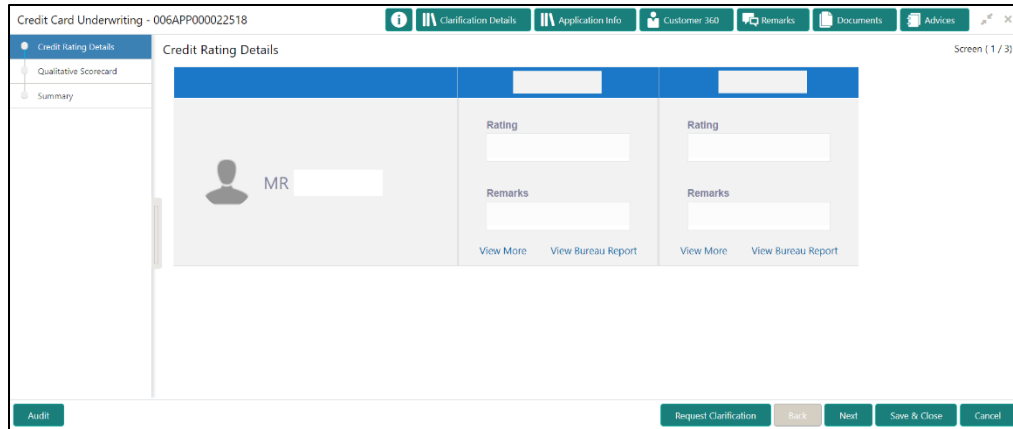 Credit Card Underwriting - 006APP000022518
Clarification Details
Application Info
Customer 360
Remarks
Documents
Advices
Credit Rating Details
Qualitative Scorecard
Summary
Credit Rating Details
Screen ( 1 / 3)
MR
Rating
Remarks
View More View Bureau Report
Rating
Remarks
View More View Bureau Report
Audit
Request Clarification
Back
Next
Save & Close
Cancel